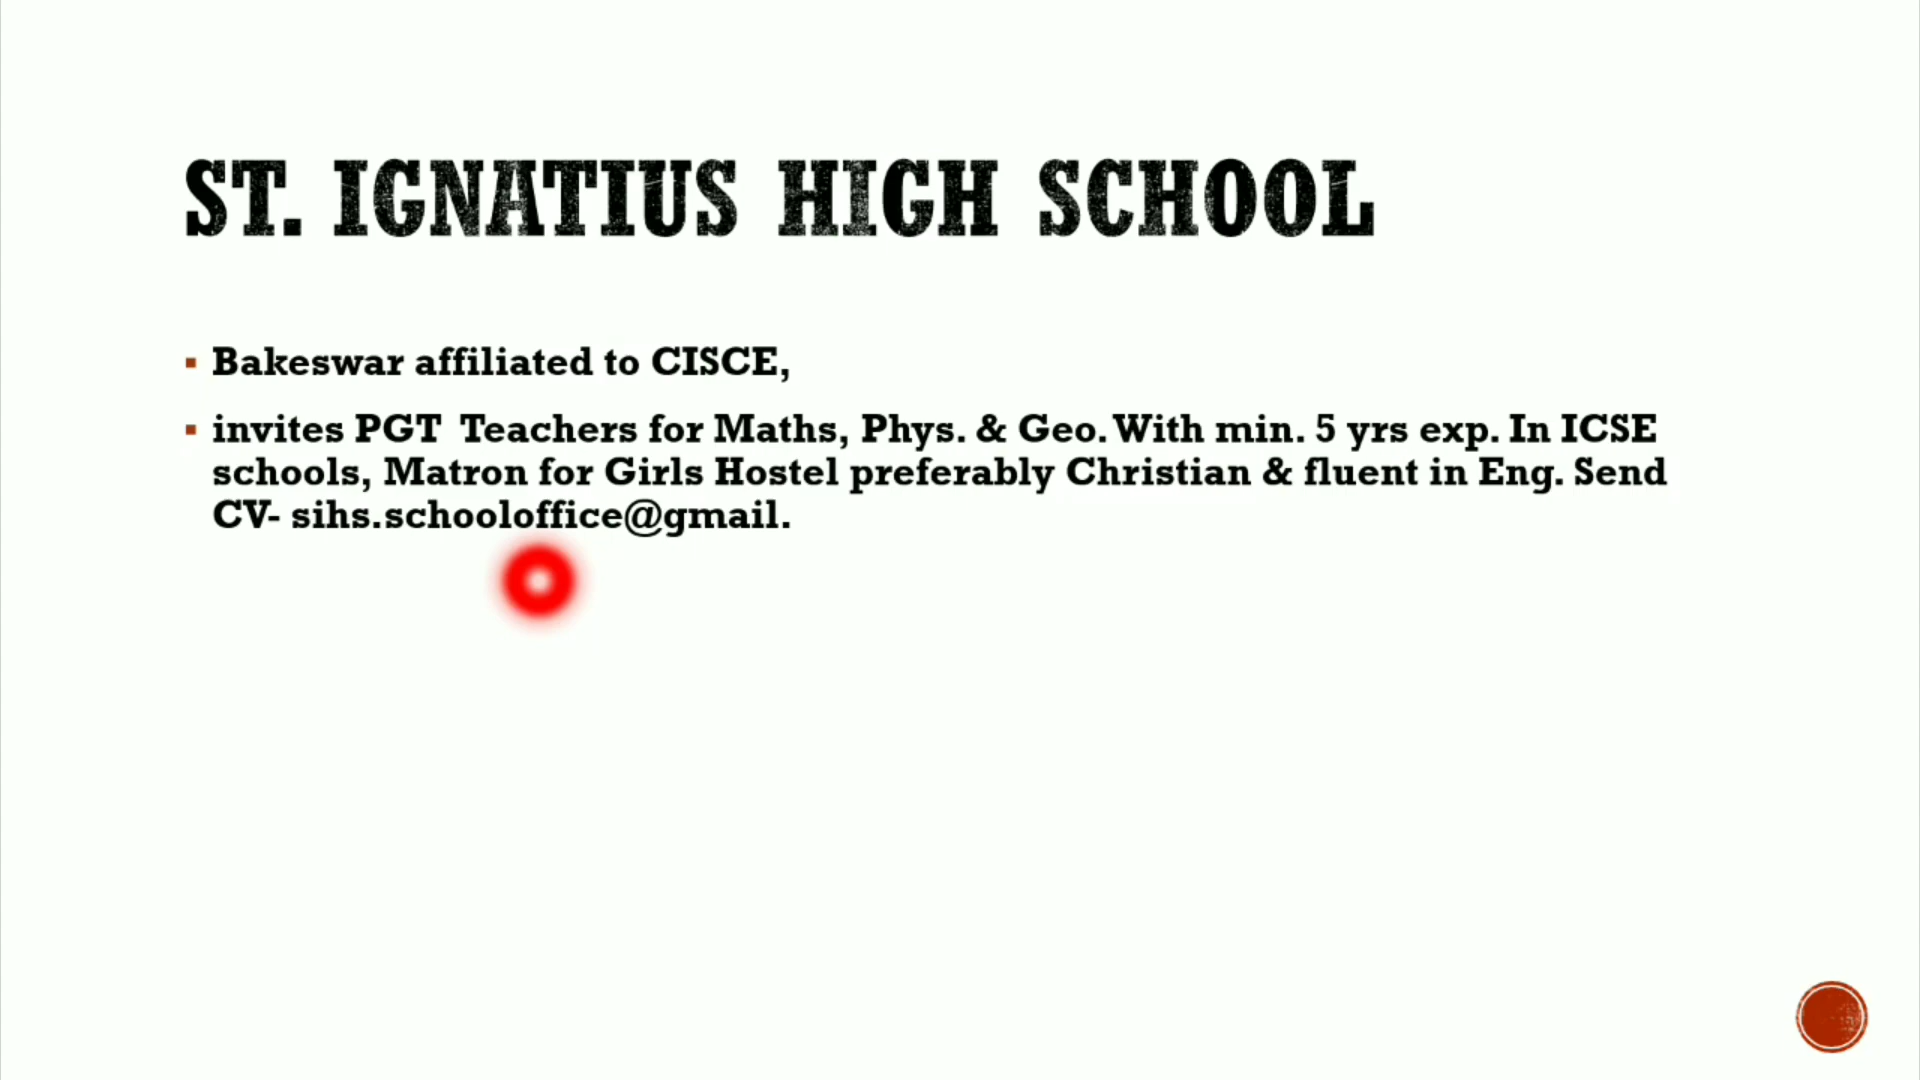 ST. IGNATIUS HIGH SCHOOL
Bakeswar affiliated to CISCE,
invites PGT Teachers for Maths, Phys. & Geo. With min. 5 yrs exp. In ICSE
schools, Matron for Girls Hostel preferably Christian & fluent in Eng. Send
CV- sihs.schooloffice@gmail.